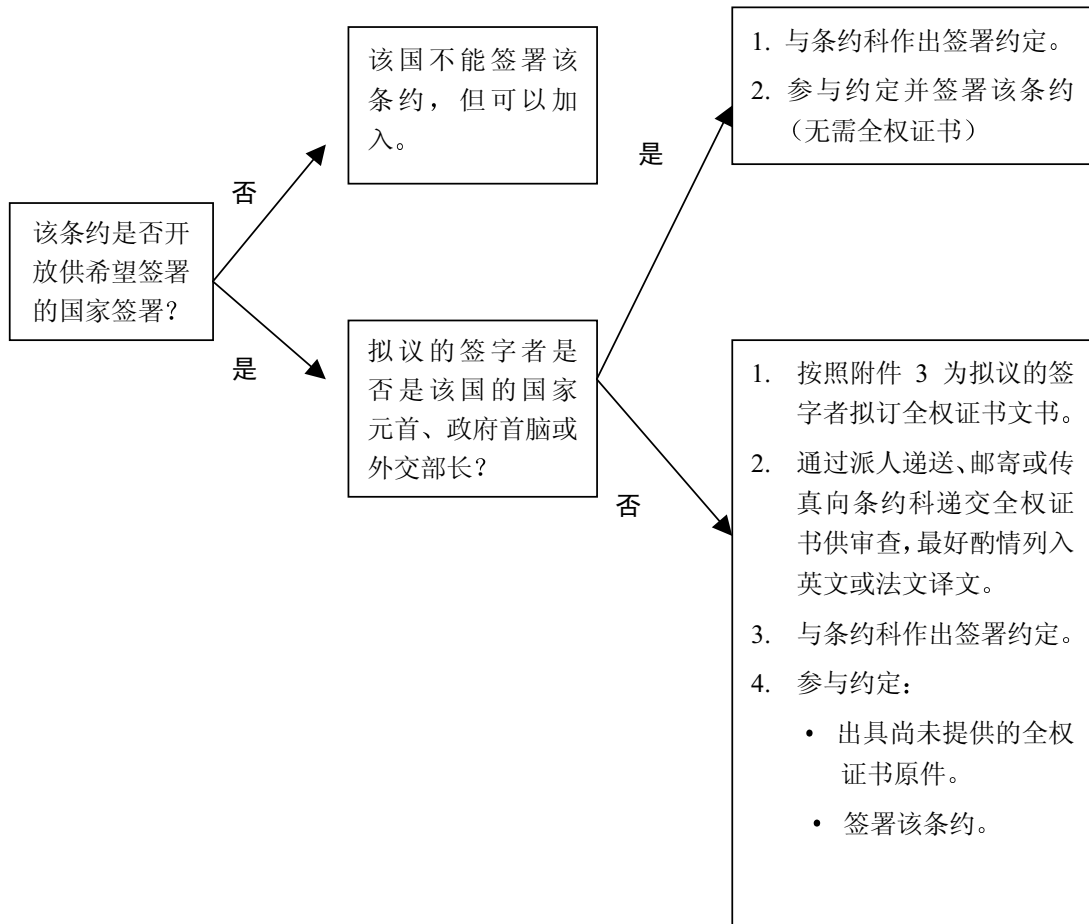 该条约是否开
放供希望签署
的国家签署？
否
是
该国不能签署该
条约，但可以加
入。
拟议的签字者是
否是该国的国家
元首、政府首脑或
外交部长？
是
否
1. 与条约科作出签署约定。
2. 参与约定并签署该条约
（无需全权证书）
1. 按照附件 3 为拟议的签
字者拟订全权证书文书。
2. 通过派人递送、邮寄或传
真向条约科递交全权证
书供审查，最好酌情列入
英文或法文译文。
3. 与条约科作出签署约定。
4. 参与约定：
• 出具尚未提供的全权
证书原件。
• 签署该条约。